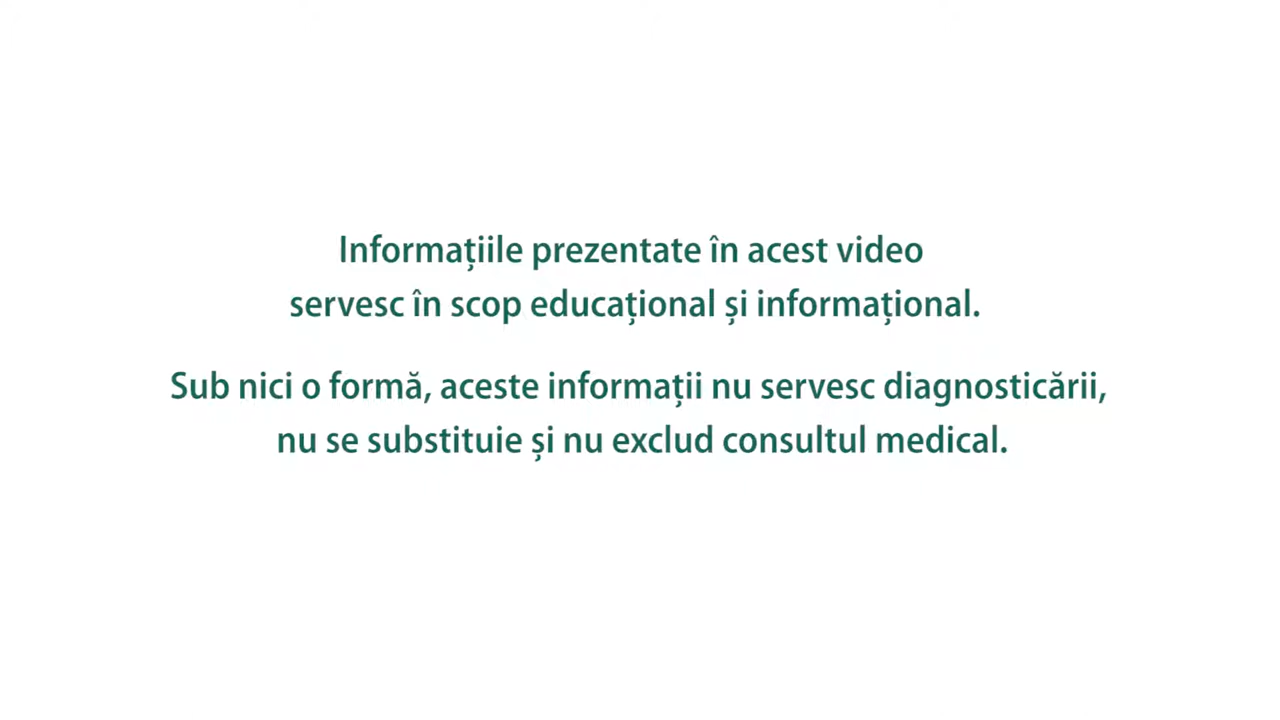 Informațiile prezentate în acest video
servesc în scop educațional și informațional.
Sub nici o formă, aceste informații nu servesc diagnosticării,
nu se substituie și nu exclud consultul medical.